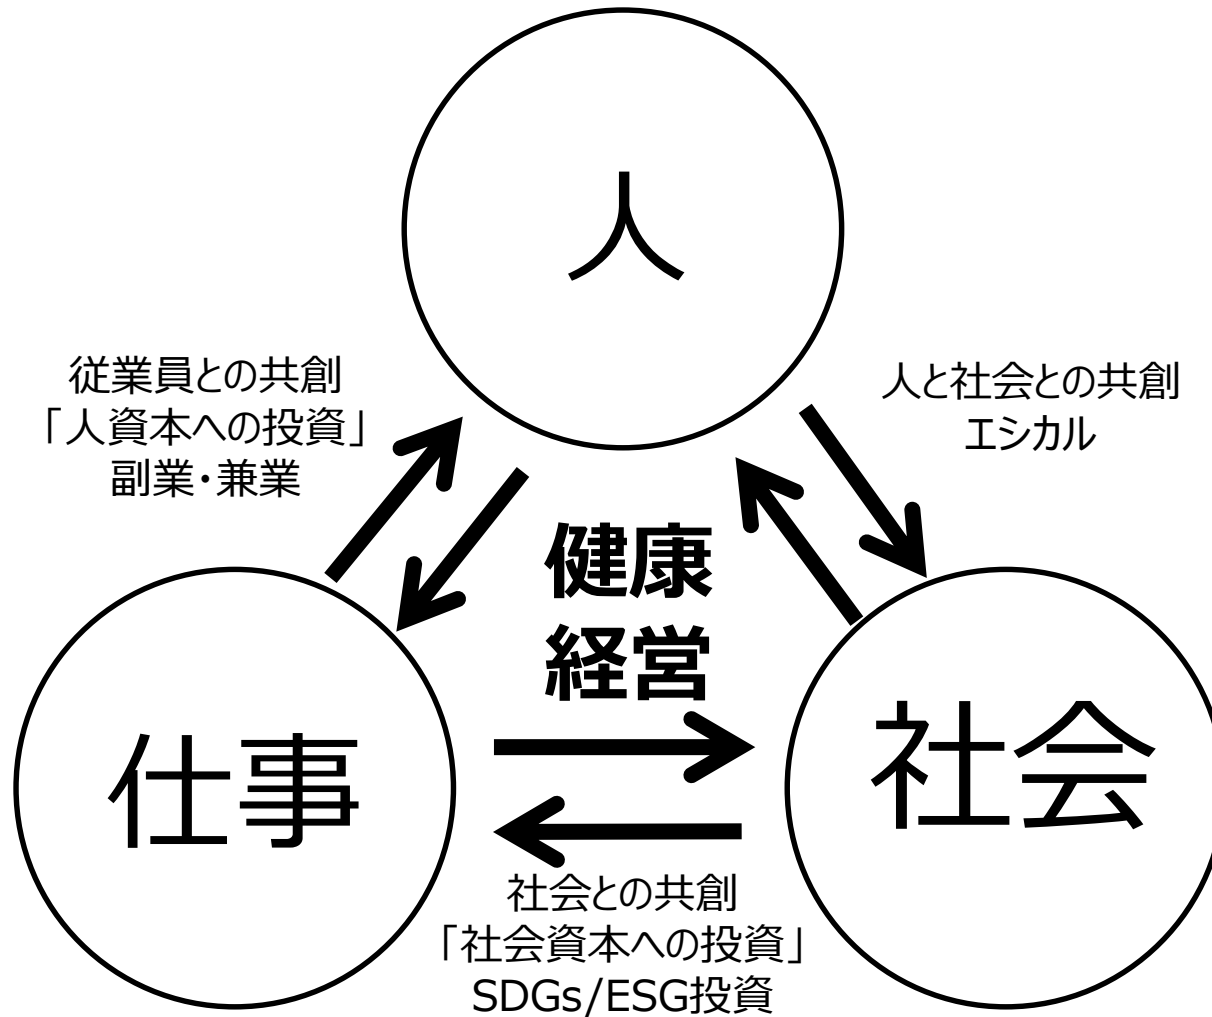 人
従業員との共創
「人資本への投資」
副業・兼業
人と社会との共創
エシカル
健康
経営
仕事
社会
社会との共創
「社会資本への投資」
SDGs/ESG投資